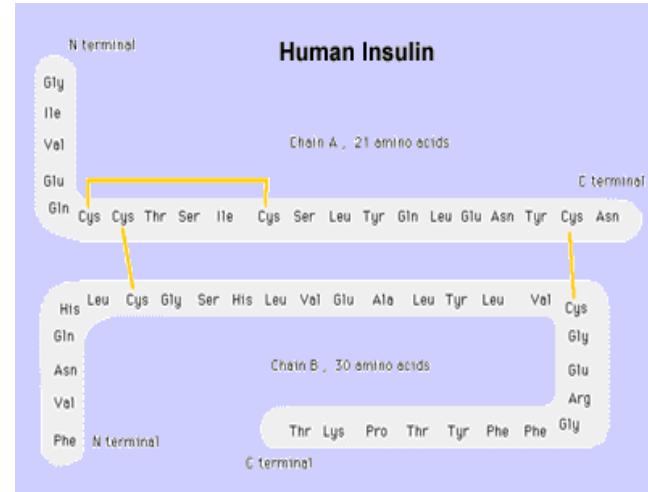 N terminal
Human Insulin
Gly
Ile
Val
Chain A , 21 amino acids
Glu
C terminal
Gln Cys Cys Thr Ser Ile Cys Ser Leu Tyr Gln Leu Glu Asn Tyr Cys Asn
His Leu Cys Gly Ser His Leu Val Glu Ala Leu Tyr Leu Val Cys
Gln Gly
Asn Chain B , 30 amino acids Glu
Val Arg
Phe N terminal Thr Lys Pro Thr Tyr Phe Phe Gly
C terminal